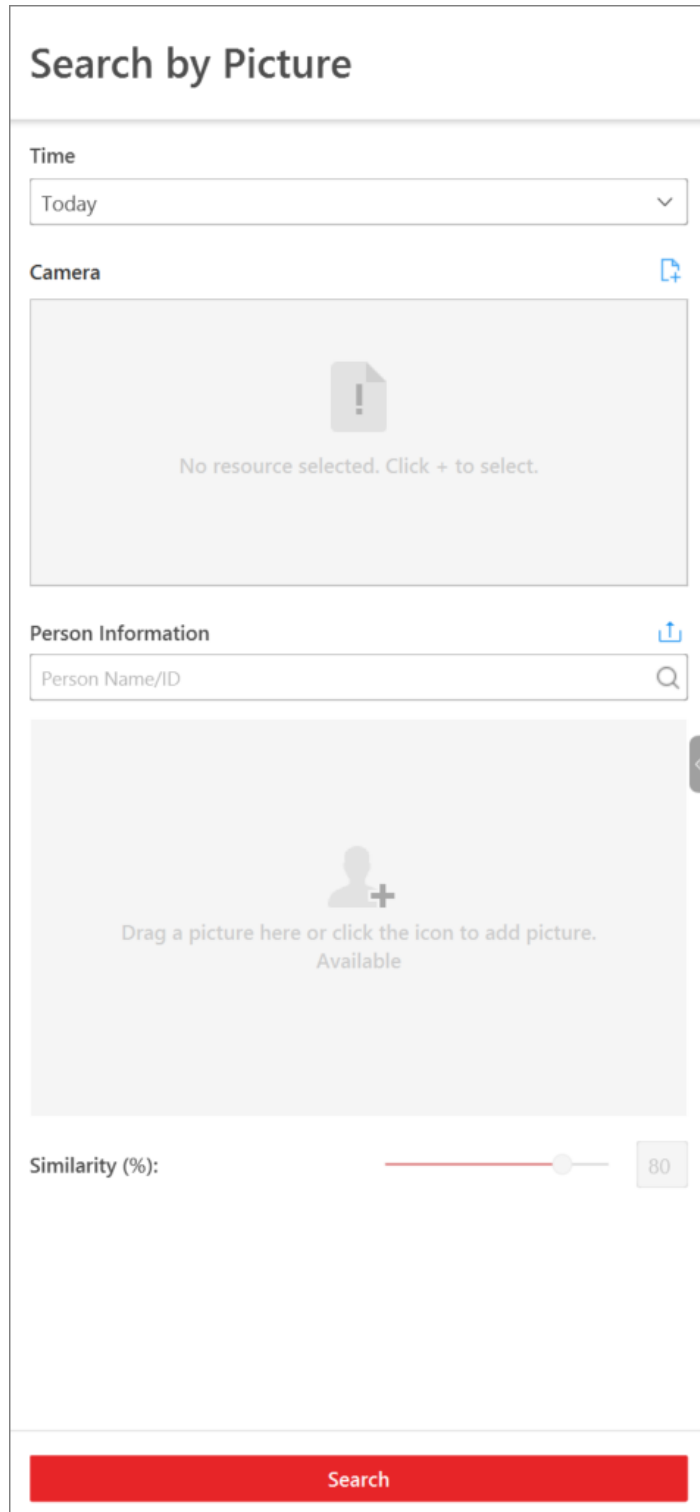 Search by Picture
Time
Today
Camera
No resource selected. Click + to select.
Person Information
Person Name/ID
Drag a picture here or click the icon to add picture.
Available
Similarity (%):
80
Search